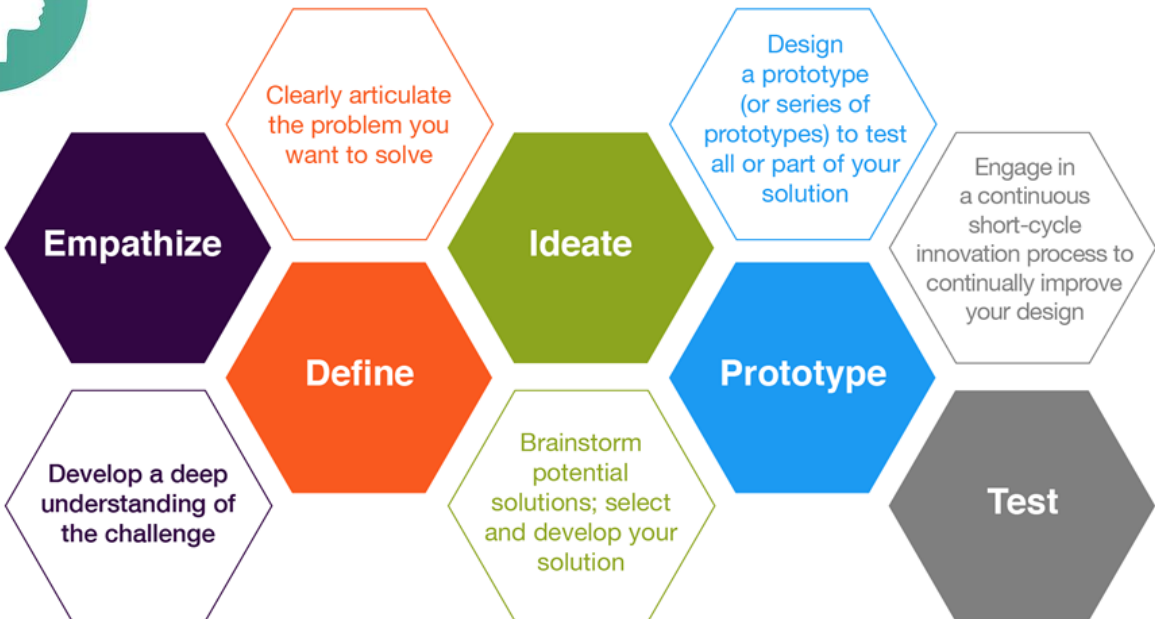 Empathize
Develop a deep
understanding of
the challenge
Clearly articulate
the problem you
want to solve
Define
Ideate
Brainstorm
potential
solutions; select
and develop your
solution
Design
a prototype
(or series of
prototypes) to test
all or part of your
solution
Prototype
Engage in
a continuous
short-cycle
innovation process to
continually improve
your design
Test